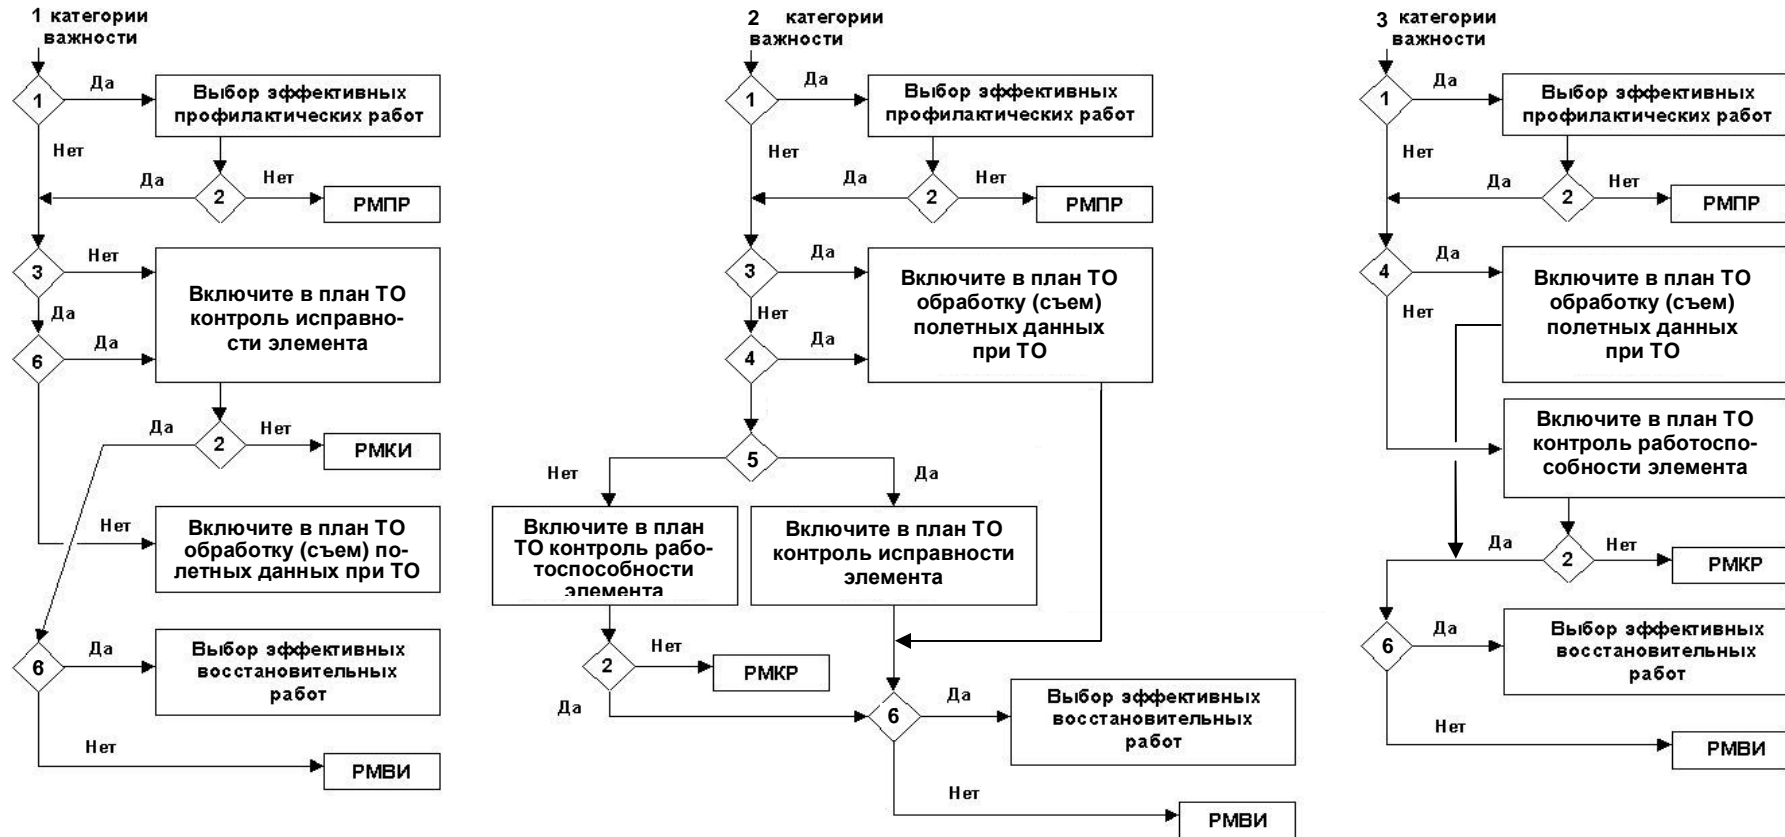 1 категории
важности
1
Да
Выбор эффективных
профилактических работ
Нет
Да
2
Нет
РМПР
3
Нет
Включите в план ТО
контроль исправно-
сти элемента
Да
6
Да
Да
2
Нет
РМКИ
Нет
Включите в план ТО
обработку (съем) по-
летных данных при ТО
6
Да
Выбор эффективных
восстановительных
работ
Нет
РМВИ
2 категории
важности
1
Да
Выбор эффективных
профилактических работ
Нет
Да
2
Нет
РМПР
3
Да
Включите в план ТО
обработку (съем)
полетных данных
при ТО
Нет
4
Да
5
Нет
Да
Включите в план
ТО контроль рабо-
тоспособности
элемента
Включите в план ТО
контроль исправности
элемента
2
Нет
РМКР
Да
6
Да
Выбор эффективных
восстановительных
работ
Нет
РМВИ
3 категории
важности
1
Да
Выбор эффективных
профилактических работ
Нет
Да
2
Нет
РМПР
4
Да
Включите в план ТО
обработку (съем)
полетных данных
при ТО
Нет
Включите в план ТО
контроль работоспо-
собности элемента
Да
2
Нет
РМКР
6
Да
Выбор эффективных
восстановительных
работ
Нет
РМВИ